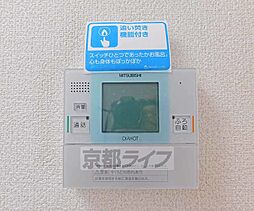 追い焚き
機能付き
スイッチひとつであったかお風呂。
心も身体もぽっかぽか
MITSUBISHI
通話
ふろ
自動
DIAHOT
京都ライフ